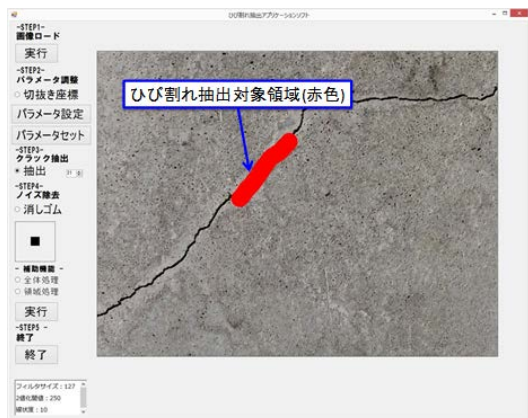 ひび割れ抽出アプリケーションソフト
-STEP1-
画像ロード
実行
-STEP2-
パラメータ調整
切抜き座標
パラメータ設定
パラメータセット
-STEP3-
クラック抽出
抽出
31
-STEP4-
ノイズ除去
消しゴム
- 補助機能 -
全体処理
領域処理
実行
-STEP5 -
終了
終了
フィルタサイズ：127
2値化閾値：250
線状度：10
ひび割れ抽出対象領域(赤色)